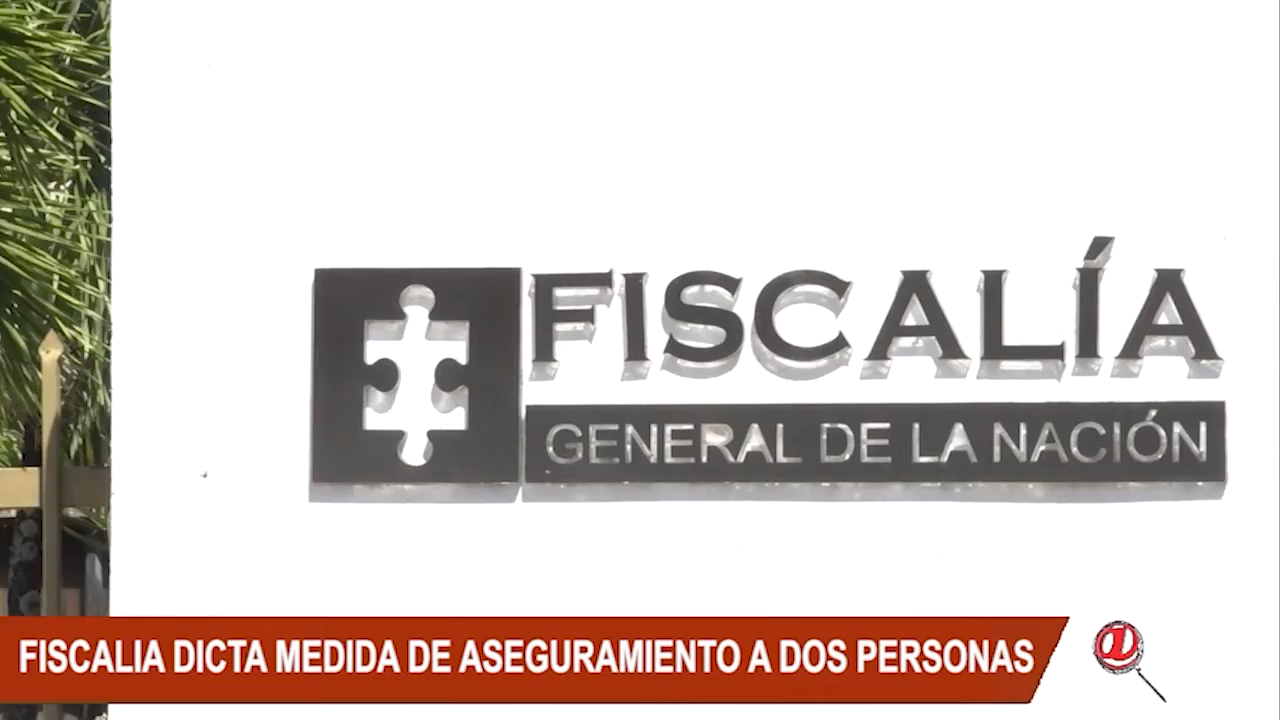 FISCALÍA
GENERAL DE LA NACIÓN
FISCALIA DICTA MEDIDA DE ASEGURAMIENTO A DOS PERSONAS